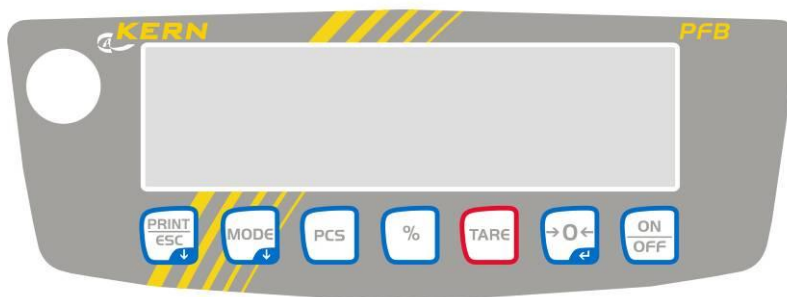 KERN
PFB
PRINT
ESC
MODE
PCS
%
TARE
→0←
ON
OFF